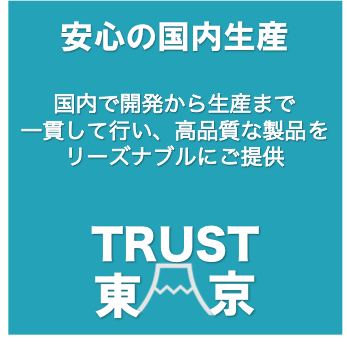 安心の国内生産
国内で開発から生産まで
一貫して行い、高品質な製品を
リーズナブルにご提供
TRUST
東京